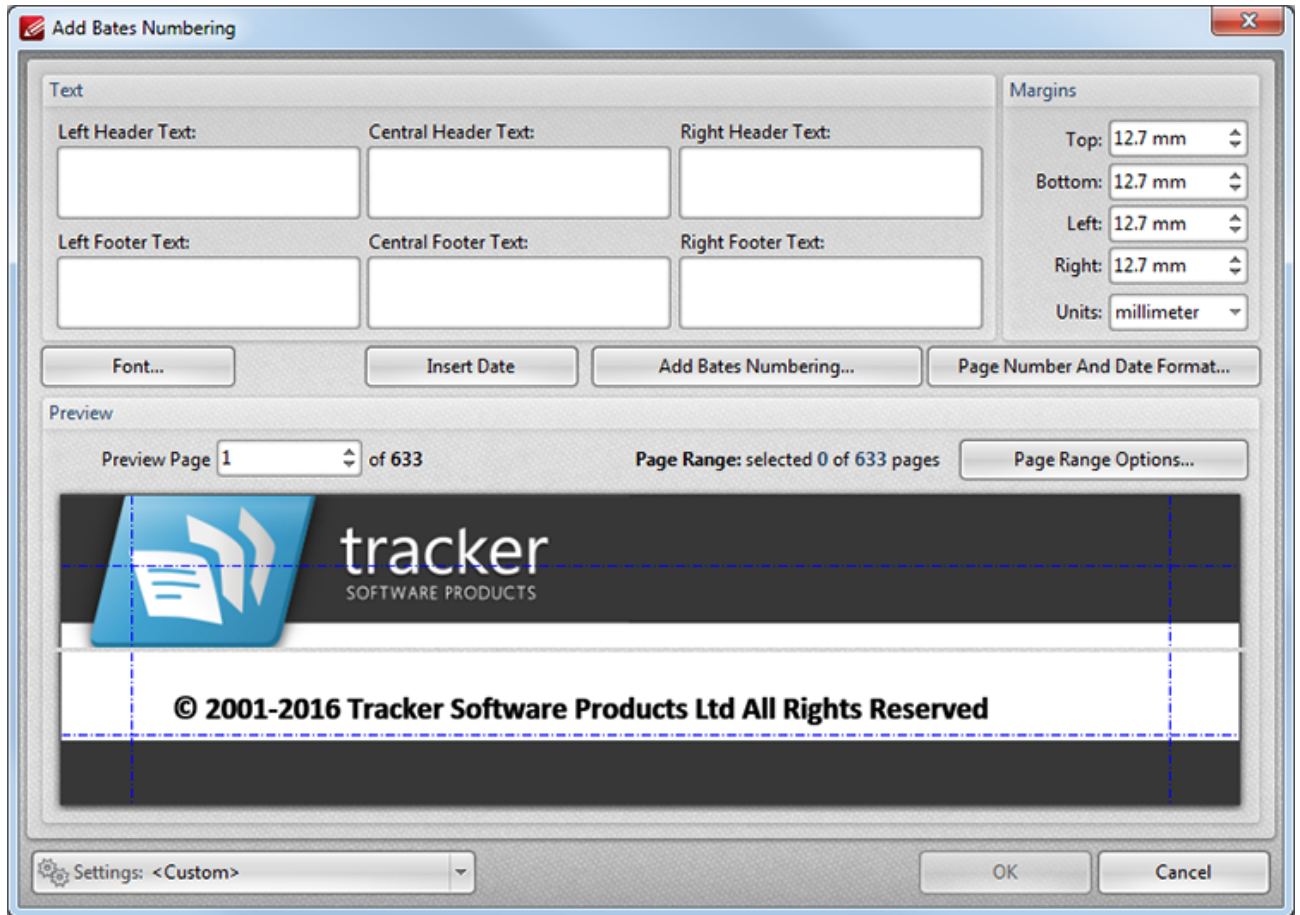 Add Bates Numbering
Text
Margins
Left Header Text:
Central Header Text:
Right Header Text:
Top: 12.7 mm
Bottom: 12.7 mm
Left: 12.7 mm
Right: 12.7 mm
Units: millimeter
Left Footer Text:
Central Footer Text:
Right Footer Text:
Font...
Insert Date
Add Bates Numbering...
Page Number And Date Format...
Preview
Preview Page 1 of 633
Page Range: selected 0 of 633 pages
Page Range Options...
tracker
SOFTWARE PRODUCTS
© 2001-2016 Tracker Software Products Ltd All Rights Reserved
Settings: <Custom>
OK
Cancel